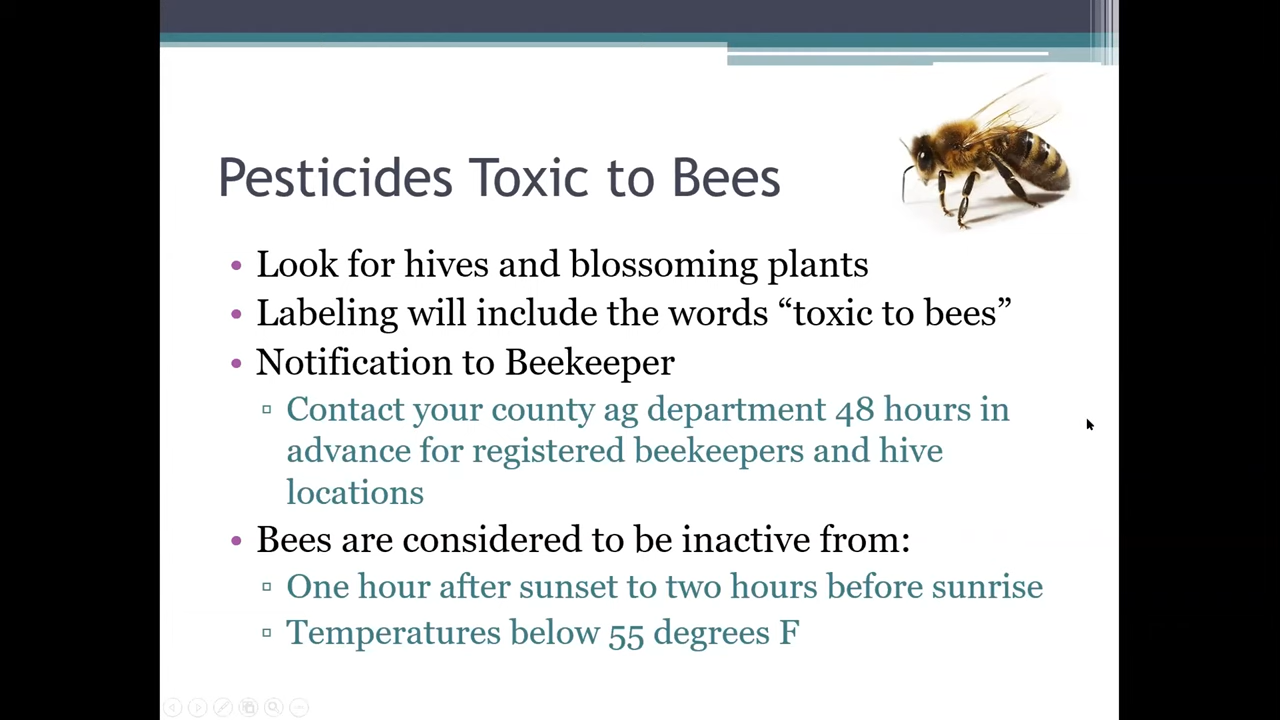 Pesticides Toxic to Bees
• Look for hives and blossoming plants
• Labeling will include the words “toxic to bees”
• Notification to Beekeeper
▫ Contact your county ag department 48 hours in
advance for registered beekeepers and hive
locations
• Bees are considered to be inactive from:
▫ One hour after sunset to two hours before sunrise
▫ Temperatures below 55 degrees F